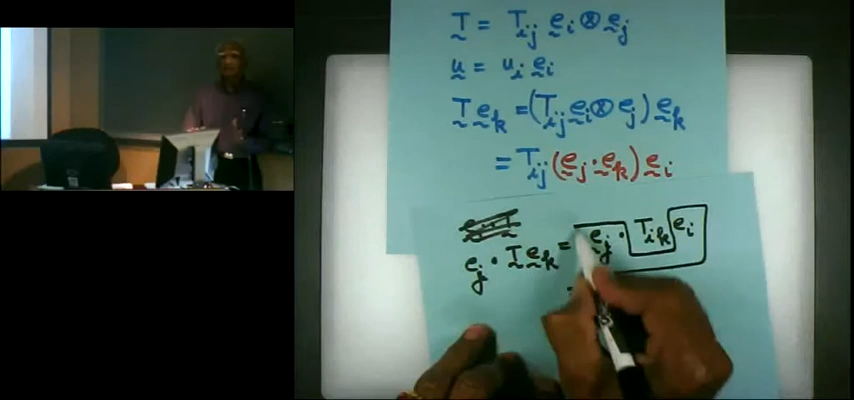 T = T_ij e_i ⊗ e_j
u = u_i e_i
T e_k = (T_ij e_i ⊗ e_j) e_k
= T_ij (e_j · e_k) e_i
e_j · T e_k = e_j · T_ik e_i
=